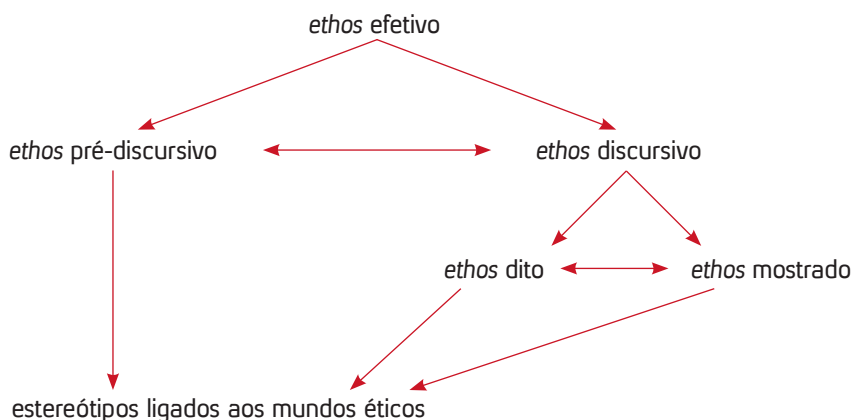 ethos efetivo
ethos pré-discursivo
ethos discursivo
ethos dito
ethos mostrado
estereótipos ligados aos mundos éticos